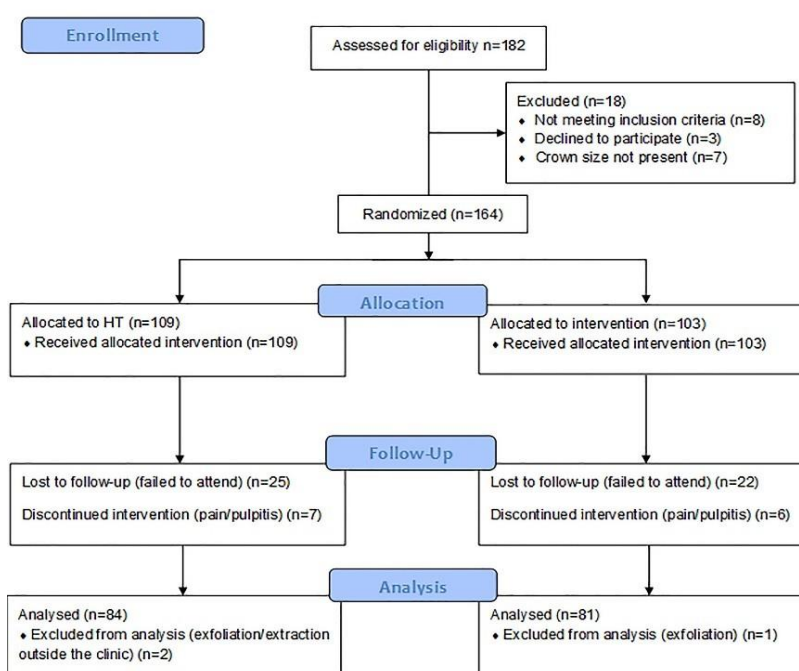 Enrollment
Assessed for eligibility n=182
Excluded (n=18)
♦ Not meeting inclusion criteria (n=8)
♦ Declined to participate (n=3)
♦ Crown size not present (n=7)
Randomized (n=164)
Allocation
Allocated to HT (n=109)
♦ Received allocated intervention (n=109)
Allocated to intervention (n=103)
♦ Received allocated intervention (n=103)
Follow-Up
Lost to follow-up (failed to attend) (n=25)
Discontinued intervention (pain/pulpitis) (n=7)
Lost to follow-up (failed to attend) (n=22)
Discontinued intervention (pain/pulpitis) (n=6)
Analysis
Analysed (n=84)
♦ Excluded from analysis (exfoliation/extraction
outside the clinic) (n=2)
Analysed (n=81)
♦ Excluded from analysis (exfoliation) (n=1)